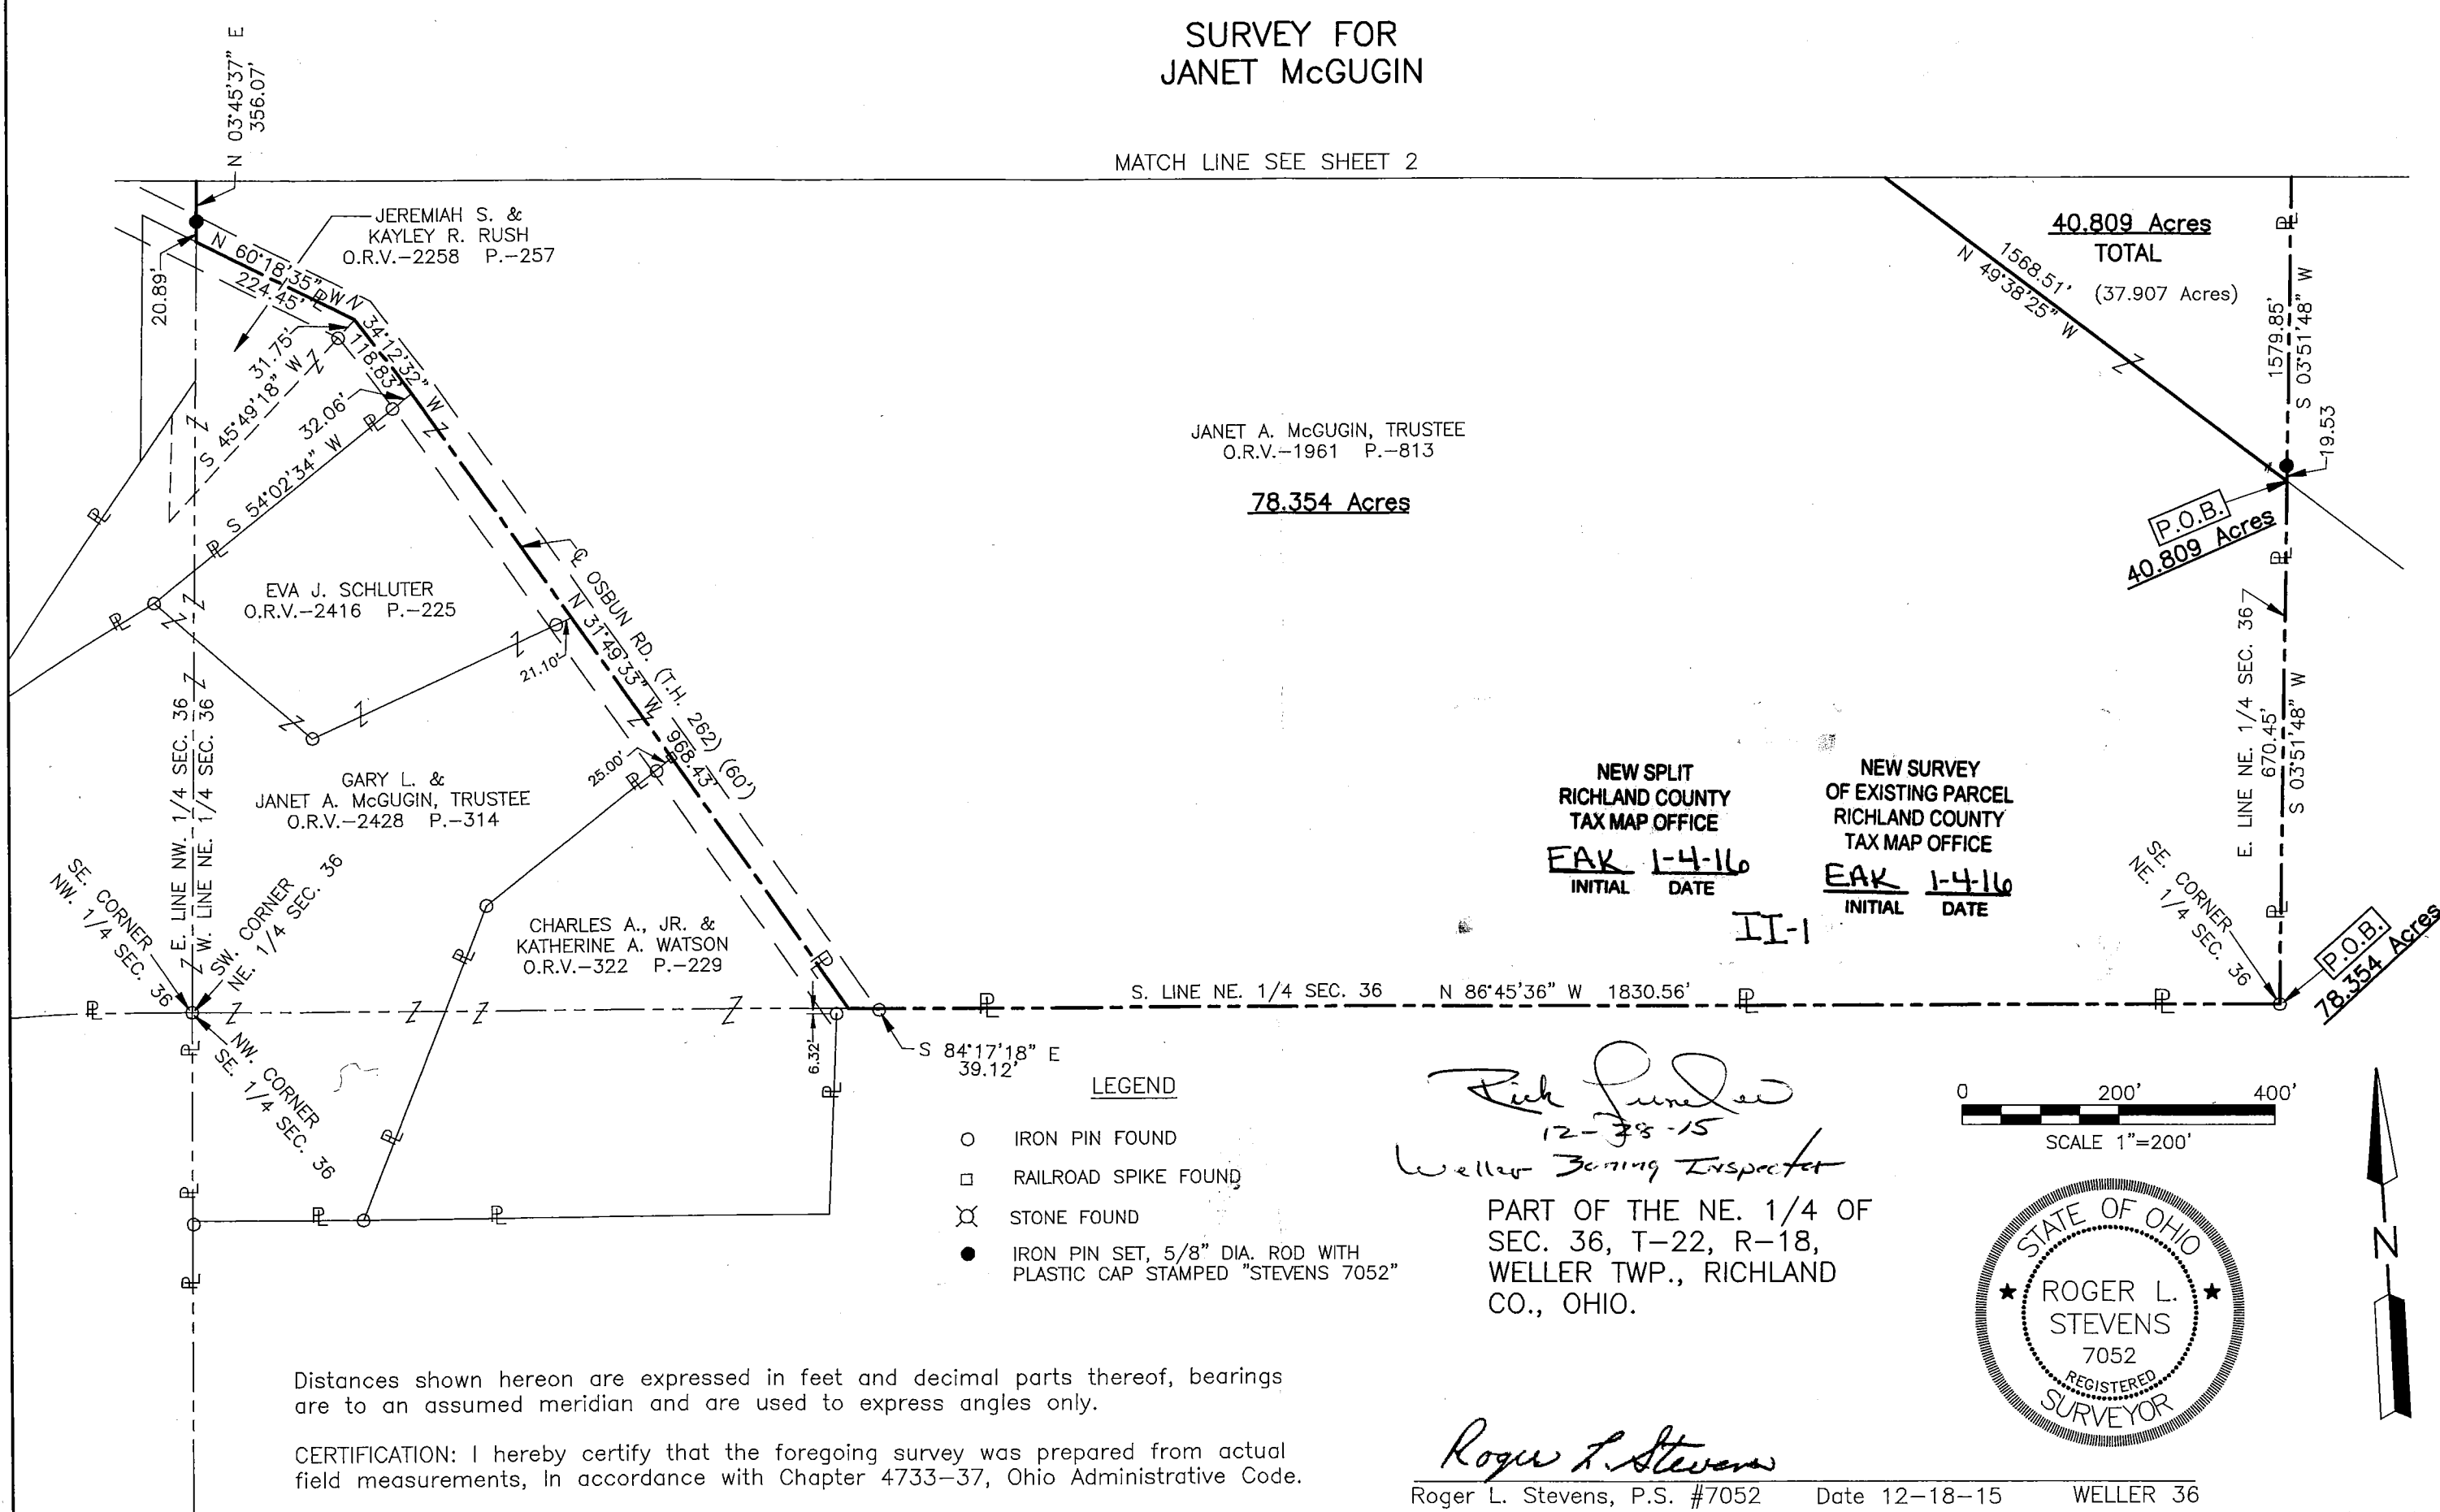 SURVEY FOR
JANET McGUGIN
MATCH LINE SEE SHEET 2
N 03°45'37" E
356.07'
JEREMIAH S. &
KAYLEY R. RUSH
O.R.V.-2258 P.-257
20.89'
N 60°18'35" W
224.45'
N 34°12'32" W
118.83'
31.75'
S 45°49'18" W
32.06'
S 54°02'34" W
EVA J. SCHLUTER
O.R.V.-2416 P.-225
21.10'
℄ OSBUN RD. (T.H. 262) (60')
N 31°49'33" W
968.43'
25.00'
GARY L. &
JANET A. McGUGIN, TRUSTEE
O.R.V.-2428 P.-314
E. LINE NW. 1/4 SEC. 36
W. LINE NE. 1/4 SEC. 36
SE. CORNER
NW. 1/4 SEC. 36
SW. CORNER
NE. 1/4 SEC. 36
NW. CORNER
SE. 1/4 SEC. 36
CHARLES A., JR. &
KATHERINE A. WATSON
O.R.V.-322 P.-229
6.32'
S 84°17'18" E
39.12'
JANET A. McGUGIN, TRUSTEE
O.R.V.-1961 P.-813
78.354 Acres
40.809 Acres
TOTAL
(37.907 Acres)
1568.51'
N 49°38'25" W
1579.85'
S 03°51'48" W
19.53
P.O.B.
40.809 Acres
E. LINE NE. 1/4 SEC. 36
670.45'
S 03°51'48" W
SE. CORNER
NE. 1/4 SEC. 36
P.O.B.
78.354 Acres
S. LINE NE. 1/4 SEC. 36 N 86°45'36" W 1830.56'
NEW SPLIT
RICHLAND COUNTY
TAX MAP OFFICE
EAK 1-4-16
INITIAL DATE
NEW SURVEY
OF EXISTING PARCEL
RICHLAND COUNTY
TAX MAP OFFICE
EAK 1-4-16
INITIAL DATE
II-1
LEGEND
IRON PIN FOUND
RAILROAD SPIKE FOUND
STONE FOUND
IRON PIN SET, 5/8" DIA. ROD WITH
PLASTIC CAP STAMPED "STEVENS 7052"
Rick
12-28-15
Weller Zoning Inspector
PART OF THE NE. 1/4 OF
SEC. 36, T-22, R-18,
WELLER TWP., RICHLAND
CO., OHIO.
0 200' 400'
SCALE 1"=200'
N
STATE OF OHIO
ROGER L.
STEVENS
7052
REGISTERED
SURVEYOR
Distances shown hereon are expressed in feet and decimal parts thereof, bearings
are to an assumed meridian and are used to express angles only.
CERTIFICATION: I hereby certify that the foregoing survey was prepared from actual
field measurements, In accordance with Chapter 4733-37, Ohio Administrative Code.
Roger L. Stevens
Roger L. Stevens, P.S. #7052 Date 12-18-15 WELLER 36